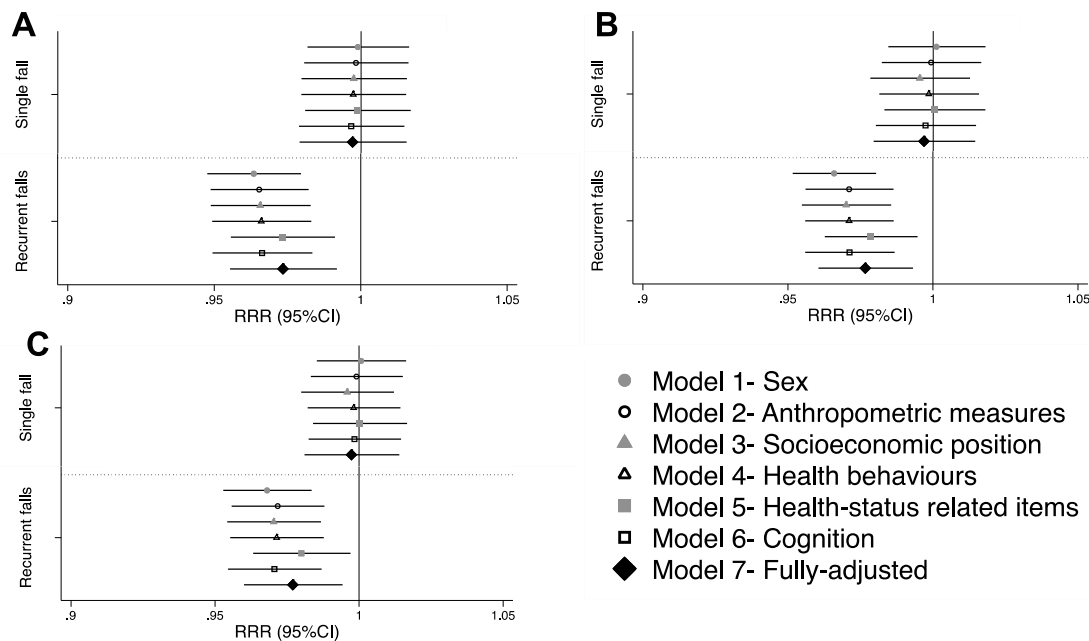 A
Single fall
Recurrent falls
.9
.95
1
1.05
RRR (95%CI)
B
Single fall
Recurrent falls
.9
.95
1
1.05
RRR (95%CI)
C
Single fall
Recurrent falls
.9
.95
1
1.05
RRR (95%CI)
Model 1- Sex
Model 2- Anthropometric measures
Model 3- Socioeconomic position
Model 4- Health behaviours
Model 5- Health-status related items
Model 6- Cognition
Model 7- Fully-adjusted